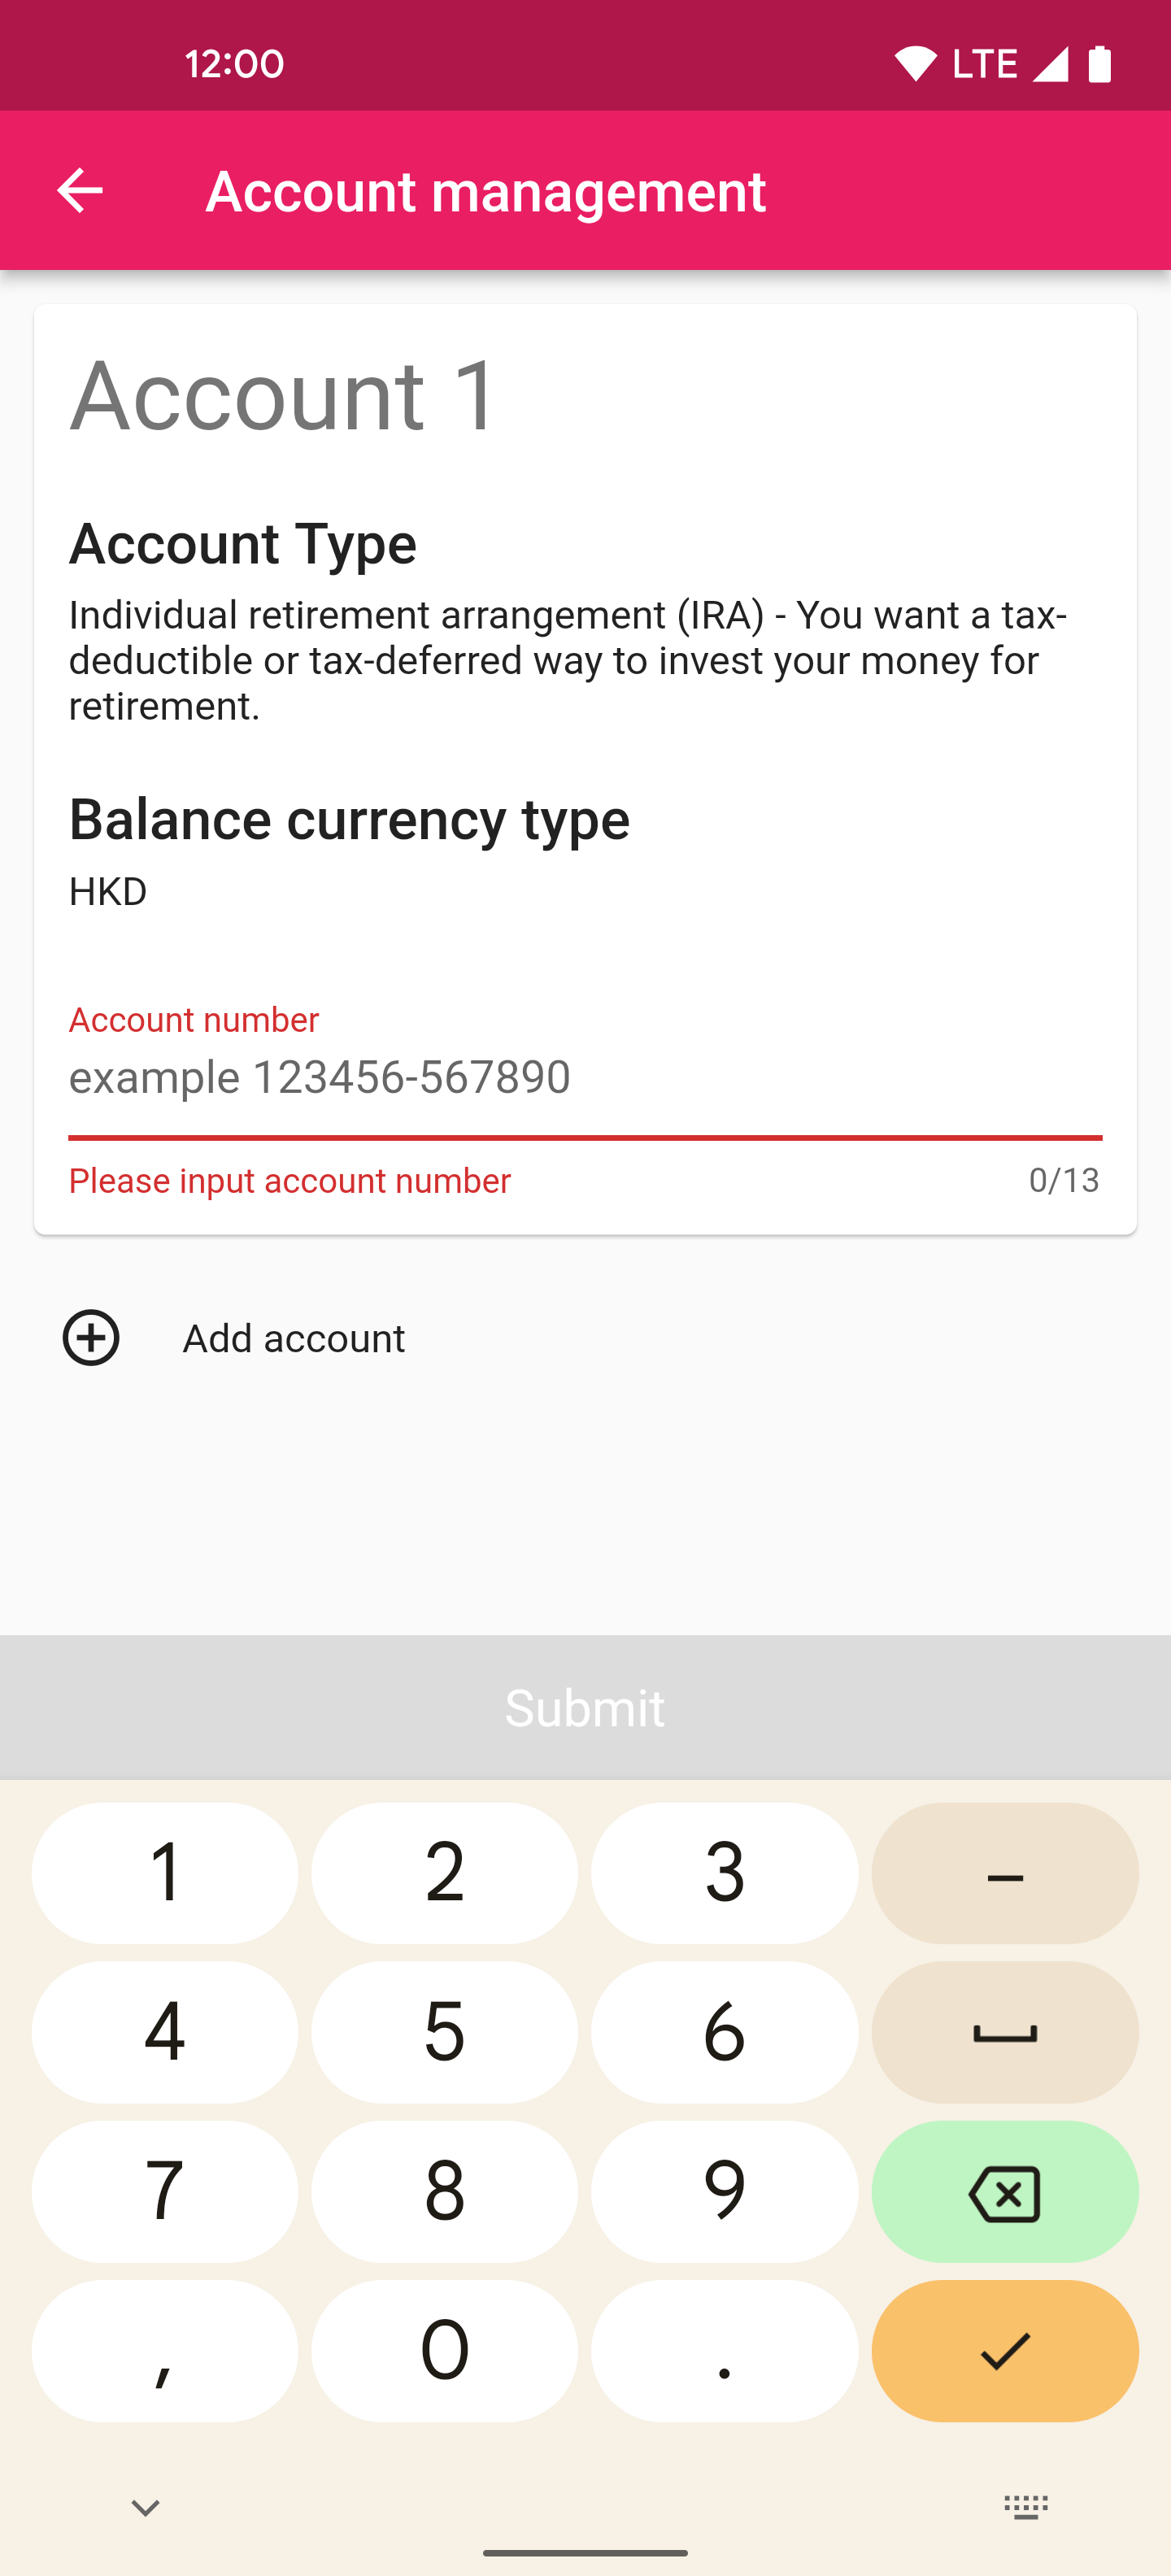 12:00
LTE
Account management
Account 1
Account Type
Individual retirement arrangement (IRA) - You want a tax-
deductible or tax-deferred way to invest your money for
retirement.
Balance currency type
HKD
Account number
example 123456-567890
Please input account number
0/13
Add account
Submit
1 2 3 –
4 5 6
7 8 9
, 0 .